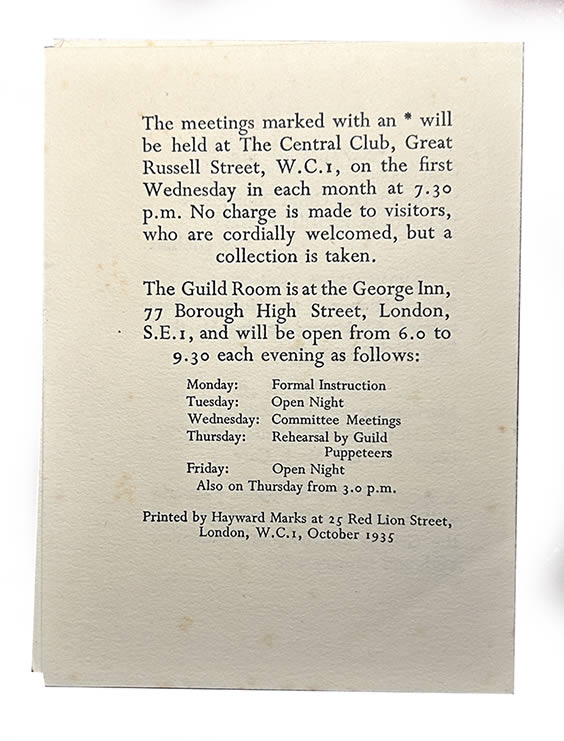 The meetings marked with an * will
be held at The Central Club, Great
Russell Street, W.C.1, on the first
Wednesday in each month at 7.30
p.m. No charge is made to visitors,
who are cordially welcomed, but a
collection is taken.
The Guild Room is at the George Inn,
77 Borough High Street, London,
S.E.1, and will be open from 6.0 to
9.30 each evening as follows:
Monday: Formal Instruction
Tuesday: Open Night
Wednesday: Committee Meetings
Thursday: Rehearsal by Guild
Puppeteers
Friday: Open Night
Also on Thursday from 3.0 p.m.
Printed by Hayward Marks at 25 Red Lion Street,
London, W.C.1, October 1935